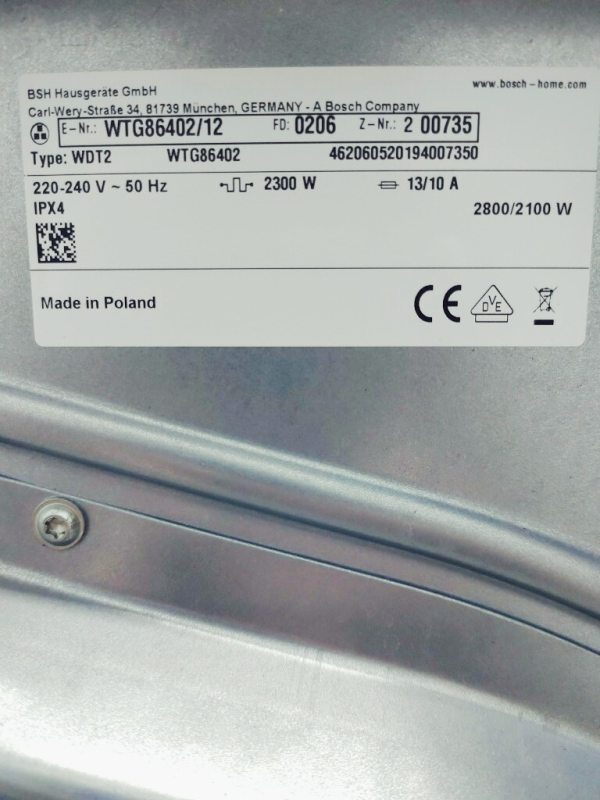 BSH Hausgeräte GmbH www.bosch-home.com
Carl-Wery-Straße 34, 81739 München, GERMANY - A Bosch Company
E-Nr.: WTG86402/12 FD: 0206 Z-Nr.: 2 00735
Type: WDT2 WTG86402 462060520194007350
220-240 V ~ 50 Hz 2300 W 13/10 A
IPX4 2800/2100 W
Made in Poland CE DVE